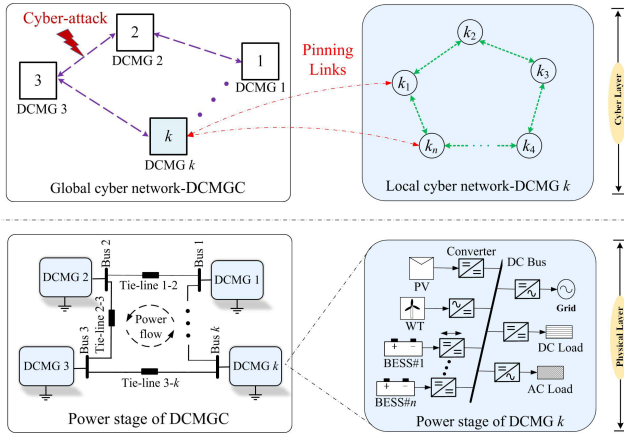 Cyber-attack
2
DCMG 2
1
DCMG 1
3
DCMG 3
k
DCMG k
Global cyber network-DCMGC
Pinning
Links
k2
k1
k3
kn
k4
Local cyber network-DCMG k
Cyber Layer
DCMG 2
Bus 2
Bus 1
DCMG 1
Tie-line 1-2
Tie-line 2-3
Power
flow
Bus 3
Bus k
DCMG 3
DCMG k
Tie-line 3-k
Power stage of DCMGC
Converter
DC Bus
PV
Grid
WT
DC Load
BESS#1
AC Load
BESS#n
Power stage of DCMG k
Physical Layer